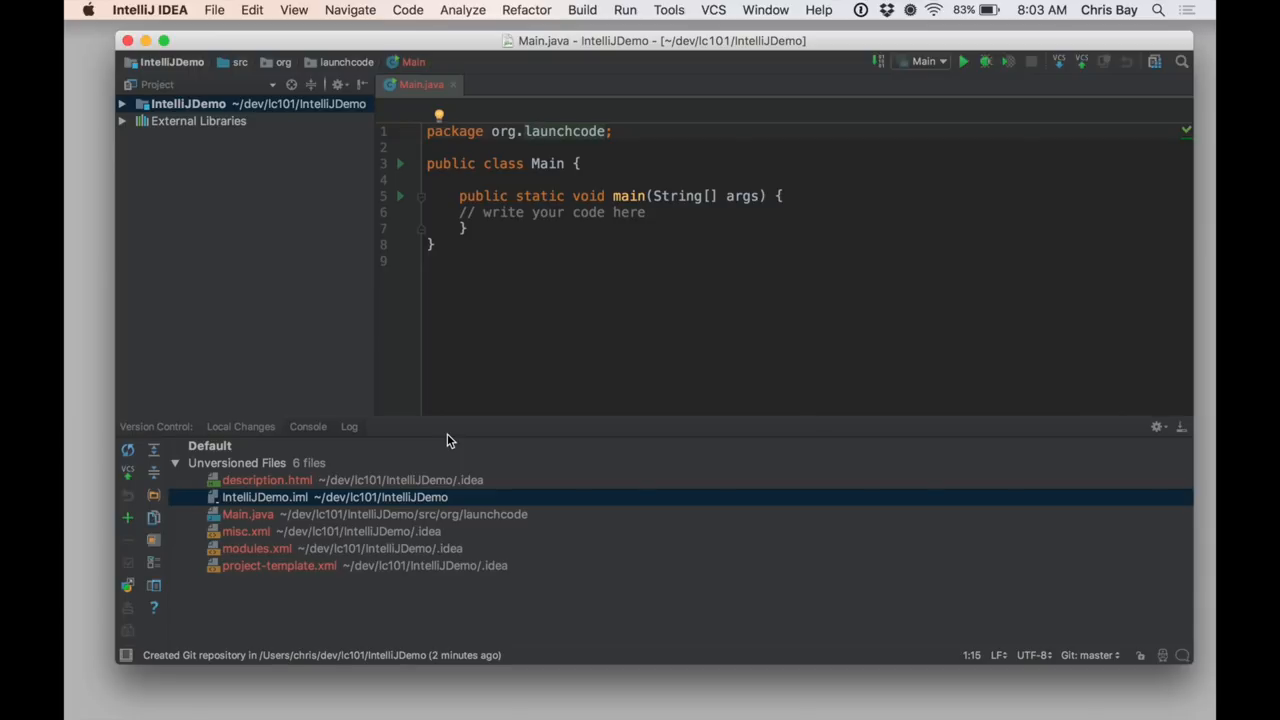 IntelliJ IDEA File Edit View Navigate Code Analyze Refactor Build Run Tools VCS Window Help 83% 8:03 AM Chris Bay
Main.java - IntelliJDemo - [~/dev/lc101/IntelliJDemo]
IntelliJDemo src org launchcode Main Main VCS VCS
Project Main.java
IntelliJDemo ~/dev/lc101/IntelliJDemo
External Libraries
1 package org.launchcode;
2
3 public class Main {
4
5 public static void main(String[] args) {
6 // write your code here
7 }
8 }
9
Version Control: Local Changes Console Log
Default
Unversioned Files 6 files
VCS
description.html ~/dev/lc101/IntelliJDemo/.idea
IntelliJDemo.iml ~/dev/lc101/IntelliJDemo
Main.java ~/dev/lc101/IntelliJDemo/src/org/launchcode
misc.xml ~/dev/lc101/IntelliJDemo/.idea
modules.xml ~/dev/lc101/IntelliJDemo/.idea
project-template.xml ~/dev/lc101/IntelliJDemo/.idea
Created Git repository in /Users/chris/dev/lc101/IntelliJDemo (2 minutes ago) 1:15 LF UTF-8 Git: master